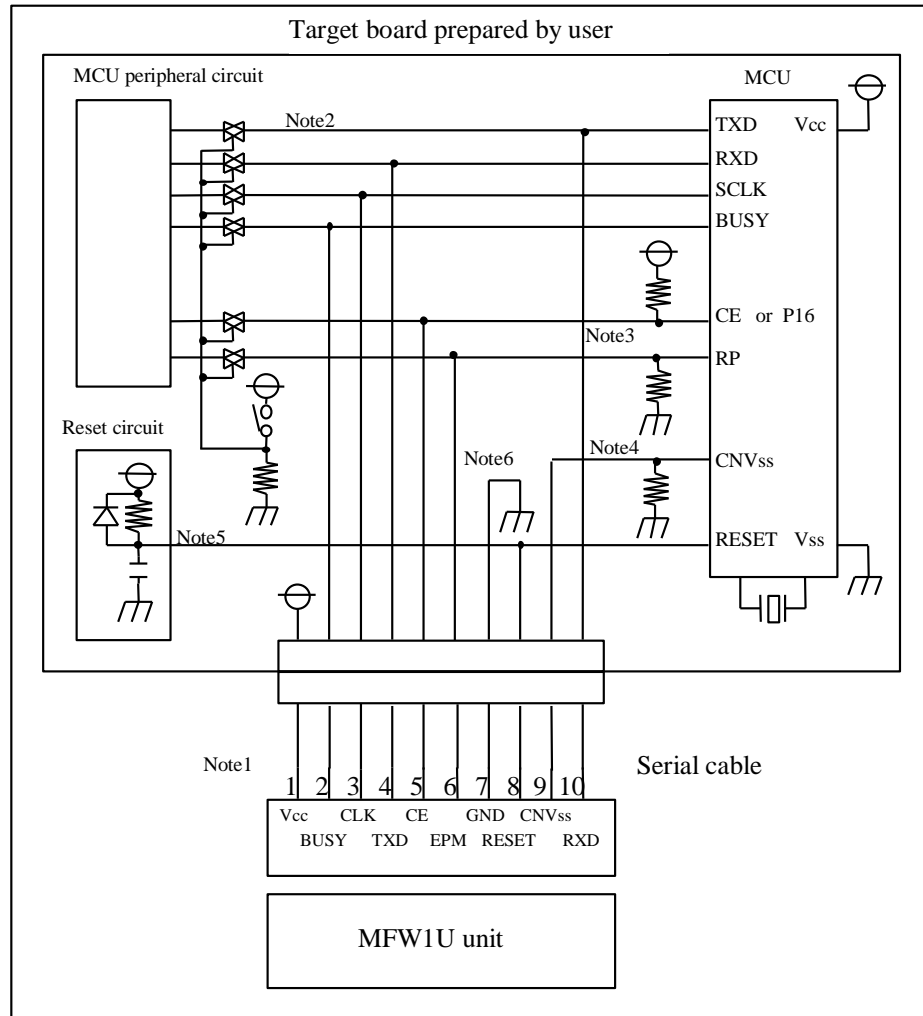 Target board prepared by user
MCU peripheral circuit
MCU
Note2
TXD Vcc
RXD
SCLK
BUSY
CE or P16
Note3
RP
Reset circuit
Note4
CNVss
Note6
Note5
RESET Vss
Note1
Serial cable
1 2 3 4 5 6 7 8 9 10
Vcc CLK CE GND CNVss
BUSY TXD EPM RESET RXD
MFW1U unit